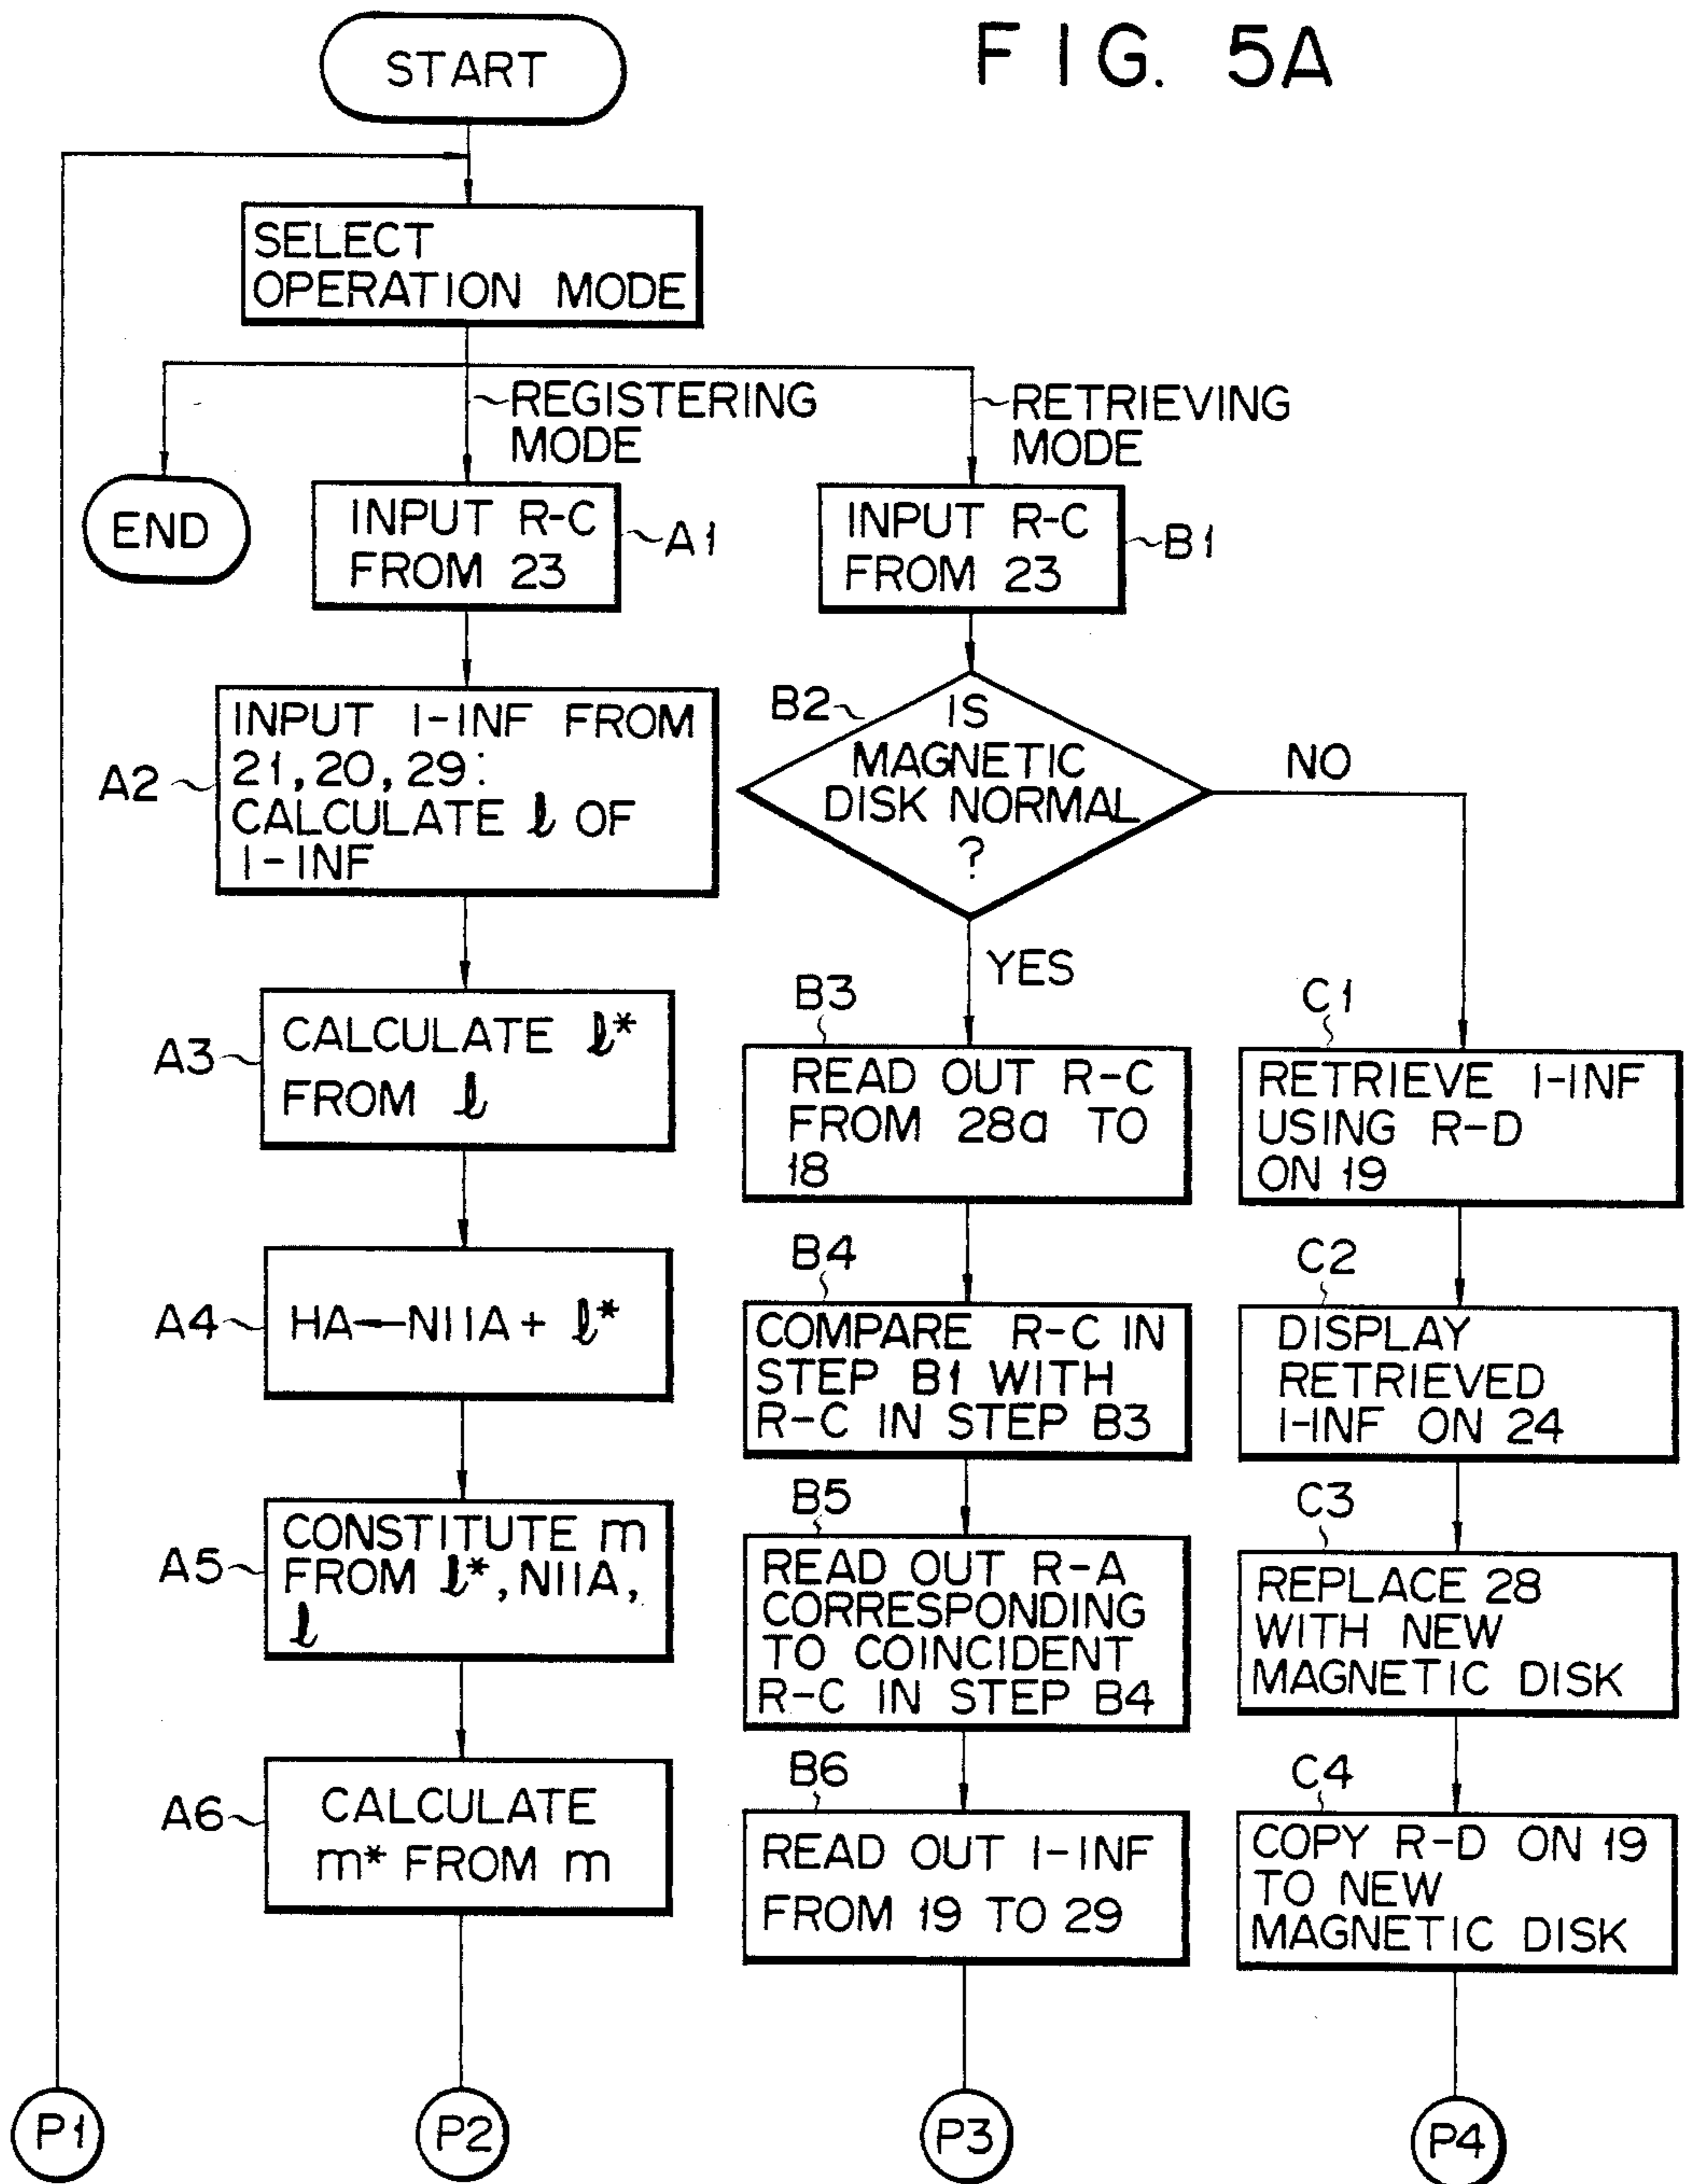 FIG. 5A
START
SELECT
OPERATION MODE
REGISTERING
MODE
RETRIEVING
MODE
END
INPUT R-C
FROM 23
A1
INPUT R-C
FROM 23
B1
A2
INPUT I-INF FROM
21, 20, 29:
CALCULATE ℓ OF
I-INF
B2
IS
MAGNETIC
DISK NORMAL
?
NO
YES
A3
CALCULATE ℓ*
FROM ℓ
B3
READ OUT R-C
FROM 28a TO
18
C1
RETRIEVE I-INF
USING R-D
ON 19
A4
HA←NIIA + ℓ*
B4
COMPARE R-C IN
STEP B1 WITH
R-C IN STEP B3
C2
DISPLAY
RETRIEVED
I-INF ON 24
A5
CONSTITUTE m
FROM ℓ*, NIIA,
ℓ
B5
READ OUT R-A
CORRESPONDING
TO COINCIDENT
R-C IN STEP B4
C3
REPLACE 28
WITH NEW
MAGNETIC DISK
A6
CALCULATE
m* FROM m
B6
READ OUT I-INF
FROM 19 TO 29
C4
COPY R-D ON 19
TO NEW
MAGNETIC DISK
P1
P2
P3
P4